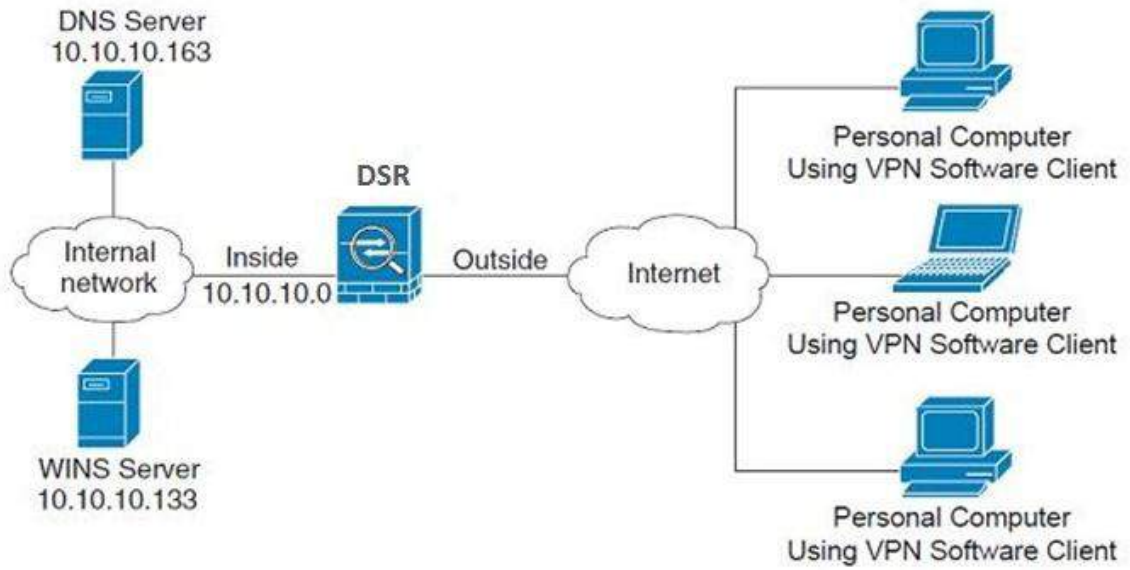 DNS Server
10.10.10.163
DSR
Internal
network
Inside
10.10.10.0
Outside
Internet
WINS Server
10.10.10.133
Personal Computer
Using VPN Software Client
Personal Computer
Using VPN Software Client
Personal Computer
Using VPN Software Client